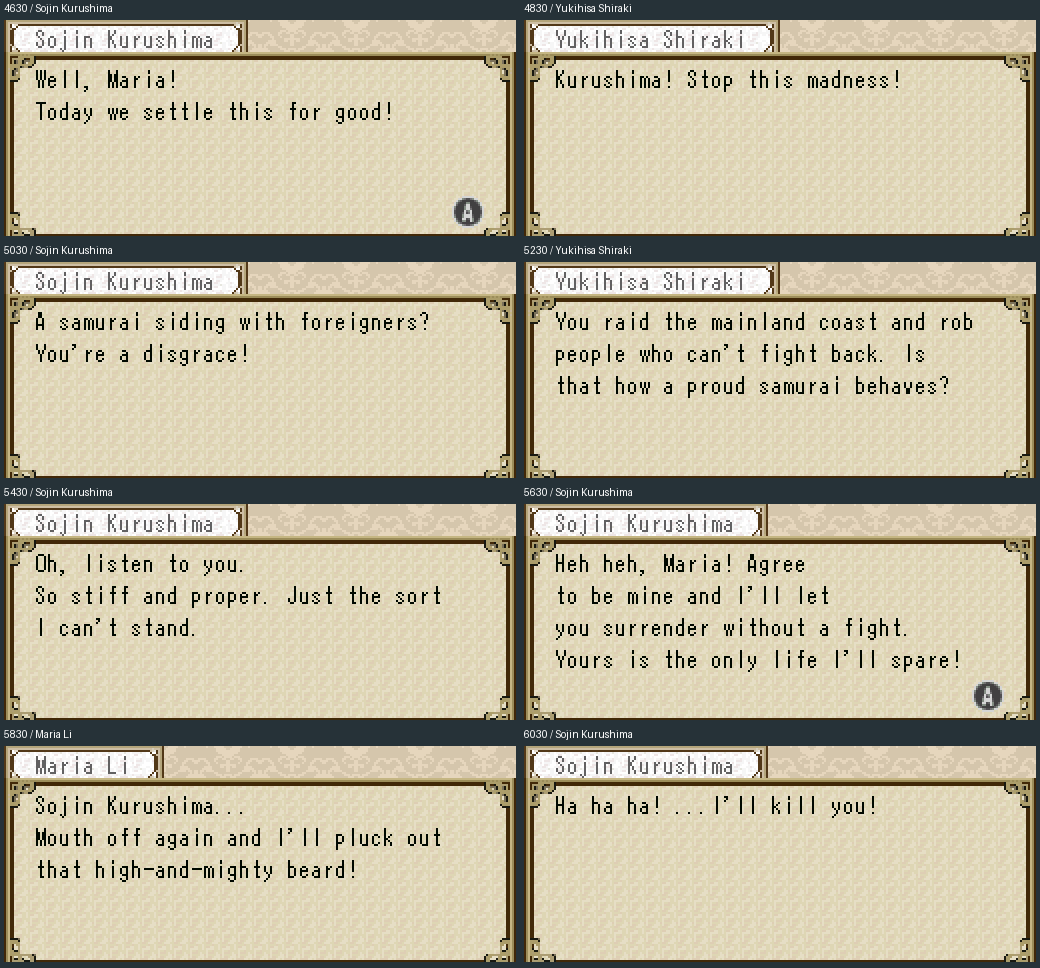 4630 / Sojin Kurushima
Sojin Kurushima
Well, Maria!
Today we settle this for good!
A
4830 / Yukihisa Shiraki
Yukihisa Shiraki
Kurushima! Stop this madness!
5030 / Sojin Kurushima
Sojin Kurushima
A samurai siding with foreigners?
You're a disgrace!
5230 / Yukihisa Shiraki
Yukihisa Shiraki
You raid the mainland coast and rob
people who can't fight back. Is
that how a proud samurai behaves?
5430 / Sojin Kurushima
Sojin Kurushima
Oh, listen to you.
So stiff and proper. Just the sort
I can't stand.
5630 / Sojin Kurushima
Sojin Kurushima
Heh heh, Maria! Agree
to be mine and I'll let
you surrender without a fight.
Yours is the only life I'll spare!
A
5830 / Maria Li
Maria Li
Sojin Kurushima...
Mouth off again and I'll pluck out
that high-and-mighty beard!
6030 / Sojin Kurushima
Sojin Kurushima
Ha ha ha! ...I'll kill you!